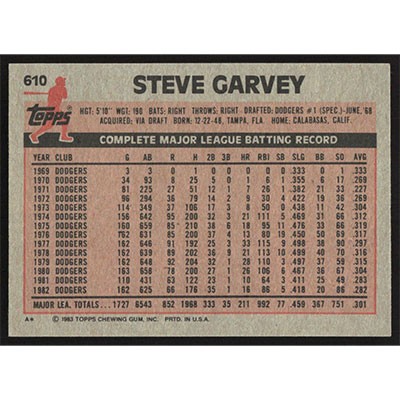 610
STEVE GARVEY
Topps
HGT: 5'10" WGT: 190 BATS: RIGHT THROWS: RIGHT DRAFTED: DODGERS #1 (SPEC.)-JUNE, '68
ACQUIRED: VIA DRAFT BORN: 12-22-48, TAMPA, FLA. HOME: CALABASAS, CALIF.
COMPLETE MAJOR LEAGUE BATTING RECORD
YEAR CLUB G AB R H 2B 3B HR RBI SB SLG BB SO AVG
1969 DODGERS 3 3 0 1 0 0 0 0 0 .333 0 1 .333
1970 DODGERS 34 93 8 25 5 0 1 6 1 .355 6 17 .269
1971 DODGERS 81 225 27 51 12 1 7 26 1 .382 21 33 .227
1972 DODGERS 96 294 36 79 14 2 9 30 4 .422 19 36 .269
1973 DODGERS 114 349 37 106 17 3 8 50 0 .438 11 42 .304
1974 DODGERS 156 642 95 200 32 3 21 111 5 .469 31 66 .312
1975 DODGERS 160 659 85 210 38 6 18 95 11 .476 33 66 .319
1976 DODGERS 162 631 85 200 37 4 13 80 19 .450 50 69 .317
1977 DODGERS 162 646 91 192 25 3 33 115 9 .498 38 90 .297
1978 DODGERS 162 639 89 202 36 9 21 113 10 .499 40 70 .316
1979 DODGERS 162 648 92 204 32 1 28 110 3 .497 37 59 .315
1980 DODGERS 163 658 78 200 27 1 26 106 6 .467 36 67 .304
1981 DODGERS 110 431 63 122 23 1 10 64 3 .411 25 49 .283
1982 DODGERS 162 625 66 176 35 1 16 86 5 .418 20 86 .282
MAJOR LEA. TOTALS... 1727 6543 852 1968 333 35 211 992 77 .459 367 751 .301
A* © 1983 TOPPS CHEWING GUM, INC. PRTD. IN U.S.A.